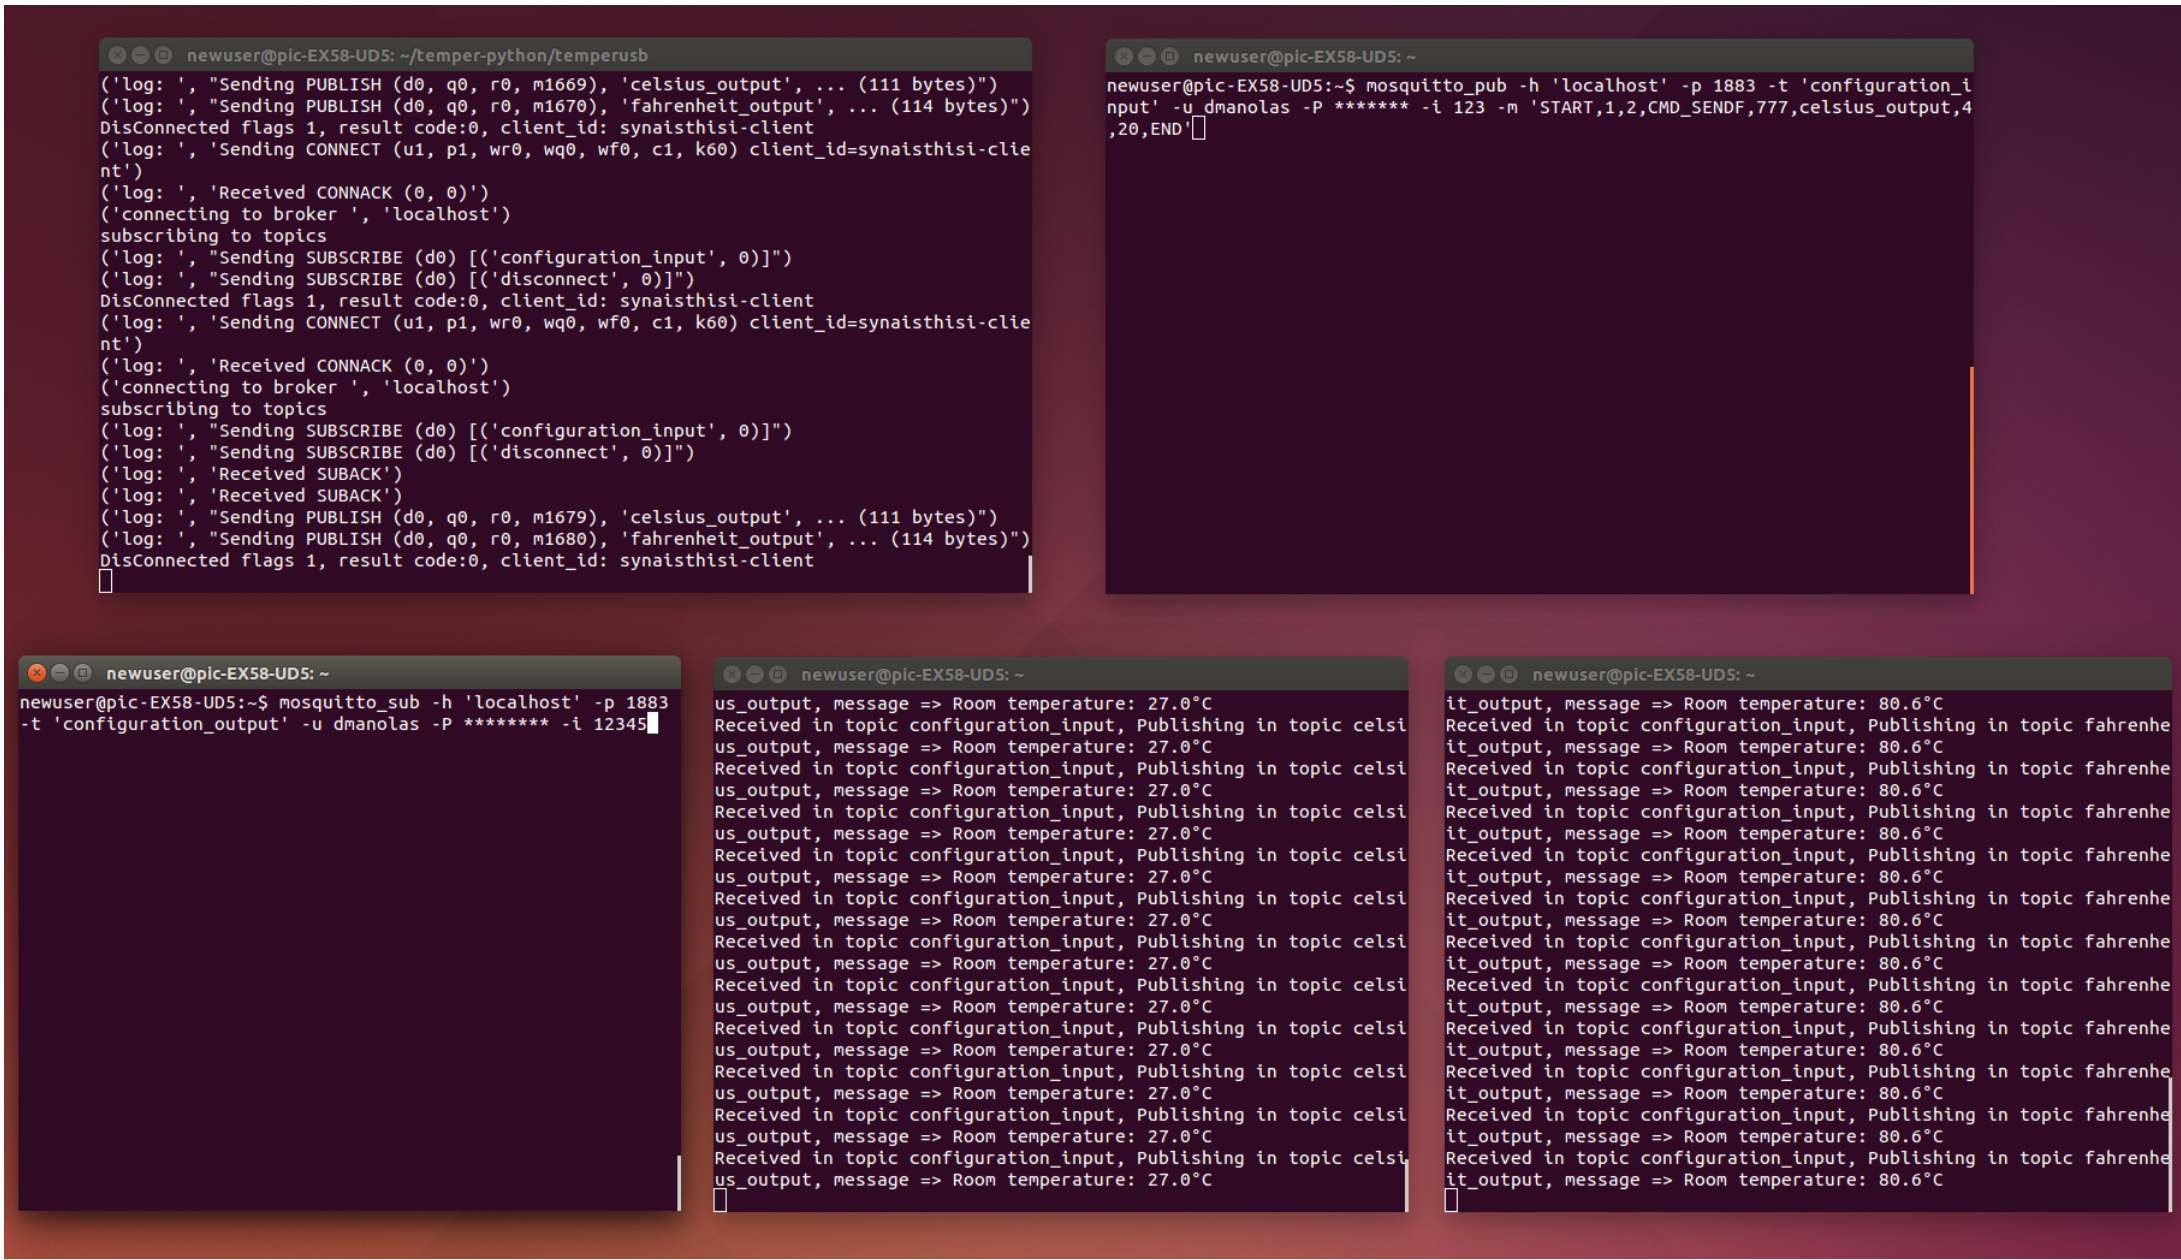 newuser@pic-EX58-UD5: ~/temper-python/temperusb
('log: ', "Sending PUBLISH (d0, q0, r0, m1669), 'celsius_output', ... (111 bytes)")
('log: ', "Sending PUBLISH (d0, q0, r0, m1670), 'fahrenheit_output', ... (114 bytes)")
DisConnected flags 1, result code:0, client_id: synaisthisi-client
('log: ', 'Sending CONNECT (u1, p1, wr0, wq0, wf0, c1, k60) client_id=synaisthisi-clie
nt')
('log: ', 'Received CONNACK (0, 0)')
('connecting to broker ', 'localhost')
subscribing to topics
('log: ', "Sending SUBSCRIBE (d0) [('configuration_input', 0)]")
('log: ', "Sending SUBSCRIBE (d0) [('disconnect', 0)]")
DisConnected flags 1, result code:0, client_id: synaisthisi-client
('log: ', 'Sending CONNECT (u1, p1, wr0, wq0, wf0, c1, k60) client_id=synaisthisi-clie
nt')
('log: ', 'Received CONNACK (0, 0)')
('connecting to broker ', 'localhost')
subscribing to topics
('log: ', "Sending SUBSCRIBE (d0) [('configuration_input', 0)]")
('log: ', "Sending SUBSCRIBE (d0) [('disconnect', 0)]")
('log: ', 'Received SUBACK')
('log: ', 'Received SUBACK')
('log: ', "Sending PUBLISH (d0, q0, r0, m1679), 'celsius_output', ... (111 bytes)")
('log: ', "Sending PUBLISH (d0, q0, r0, m1680), 'fahrenheit_output', ... (114 bytes)")
DisConnected flags 1, result code:0, client_id: synaisthisi-client
newuser@pic-EX58-UD5: ~
newuser@pic-EX58-UD5:~$ mosquitto_pub -h 'localhost' -p 1883 -t 'configuration_i
nput' -u dmanolas -P ******* -i 123 -m 'START,1,2,CMD_SENDF,777,celsius_output,4
,20,END'
newuser@pic-EX58-UD5: ~
newuser@pic-EX58-UD5:~$ mosquitto_sub -h 'localhost' -p 1883
-t 'configuration_output' -u dmanolas -P ******** -i 12345
newuser@pic-EX58-UD5: ~
us_output, message => Room temperature: 27.0°C
Received in topic configuration_input, Publishing in topic celsi
us_output, message => Room temperature: 27.0°C
Received in topic configuration_input, Publishing in topic celsi
us_output, message => Room temperature: 27.0°C
Received in topic configuration_input, Publishing in topic celsi
us_output, message => Room temperature: 27.0°C
Received in topic configuration_input, Publishing in topic celsi
us_output, message => Room temperature: 27.0°C
Received in topic configuration_input, Publishing in topic celsi
us_output, message => Room temperature: 27.0°C
Received in topic configuration_input, Publishing in topic celsi
us_output, message => Room temperature: 27.0°C
Received in topic configuration_input, Publishing in topic celsi
us_output, message => Room temperature: 27.0°C
Received in topic configuration_input, Publishing in topic celsi
us_output, message => Room temperature: 27.0°C
Received in topic configuration_input, Publishing in topic celsi
us_output, message => Room temperature: 27.0°C
Received in topic configuration_input, Publishing in topic celsi
us_output, message => Room temperature: 27.0°C
Received in topic configuration_input, Publishing in topic celsi
us_output, message => Room temperature: 27.0°C
newuser@pic-EX58-UD5: ~
it_output, message => Room temperature: 80.6°C
Received in topic configuration_input, Publishing in topic fahrenhe
it_output, message => Room temperature: 80.6°C
Received in topic configuration_input, Publishing in topic fahrenhe
it_output, message => Room temperature: 80.6°C
Received in topic configuration_input, Publishing in topic fahrenhe
it_output, message => Room temperature: 80.6°C
Received in topic configuration_input, Publishing in topic fahrenhe
it_output, message => Room temperature: 80.6°C
Received in topic configuration_input, Publishing in topic fahrenhe
it_output, message => Room temperature: 80.6°C
Received in topic configuration_input, Publishing in topic fahrenhe
it_output, message => Room temperature: 80.6°C
Received in topic configuration_input, Publishing in topic fahrenhe
it_output, message => Room temperature: 80.6°C
Received in topic configuration_input, Publishing in topic fahrenhe
it_output, message => Room temperature: 80.6°C
Received in topic configuration_input, Publishing in topic fahrenhe
it_output, message => Room temperature: 80.6°C
Received in topic configuration_input, Publishing in topic fahrenhe
it_output, message => Room temperature: 80.6°C
Received in topic configuration_input, Publishing in topic fahrenhe
it_output, message => Room temperature: 80.6°C